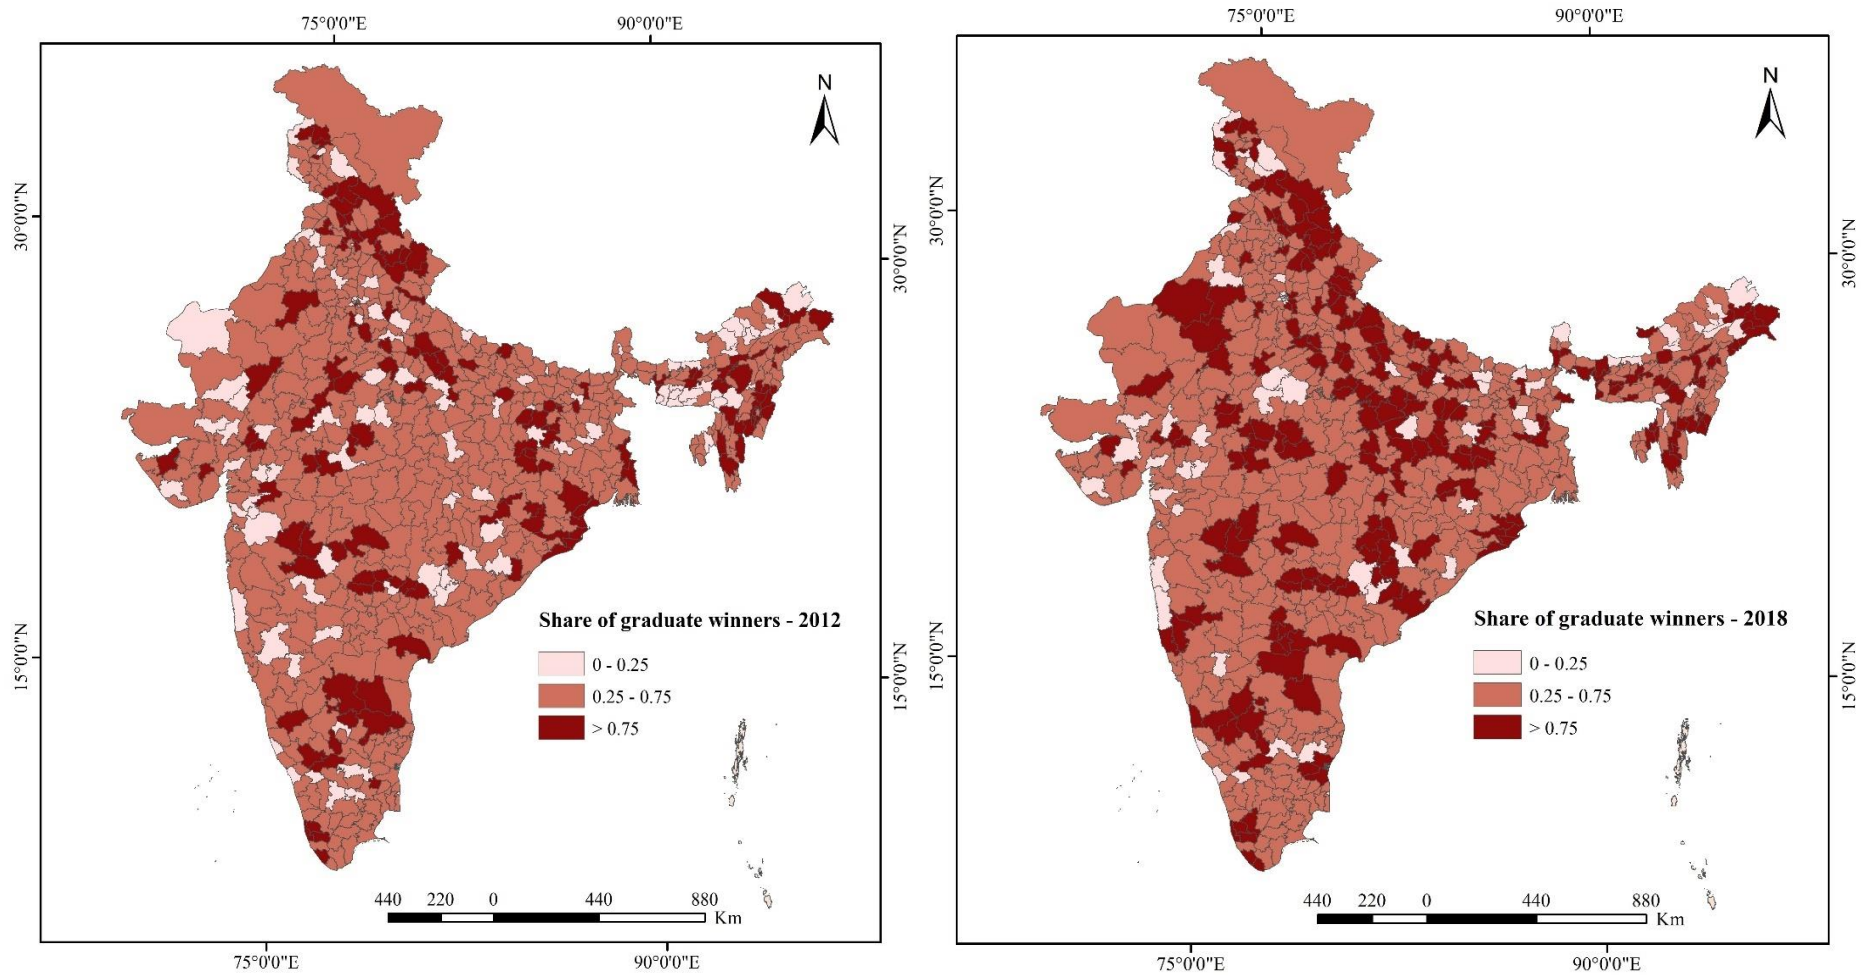 75°0'0"E 90°0'0"E
N
30°0'0"N
30°0'0"N
Share of graduate winners - 2012
0 - 0.25
0.25 - 0.75
> 0.75
15°0'0"N
15°0'0"N
440 220 0 440 880
Km
75°0'0"E 90°0'0"E
75°0'0"E 90°0'0"E
N
30°0'0"N
30°0'0"N
Share of graduate winners - 2018
0 - 0.25
0.25 - 0.75
> 0.75
15°0'0"N
15°0'0"N
440 220 0 440 880
Km
75°0'0"E 90°0'0"E